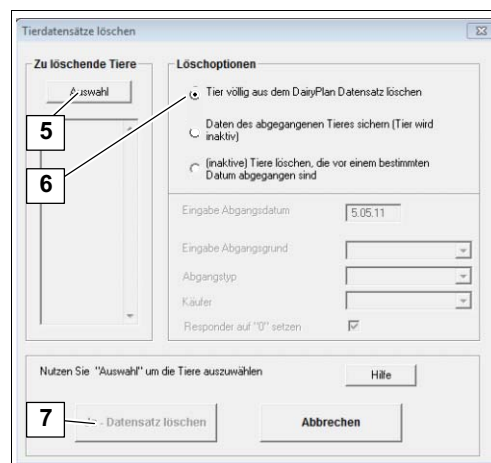 Tierdatensätze löschen
Zu löschende Tiere
Auswahl
5
6
Löschoptionen
Tier völlig aus dem DairyPlan Datensatz löschen
Daten des abgegangenen Tieres sichern (Tier wird
inaktiv)
(inaktive) Tiere löschen, die vor einem bestimmten
Datum abgegangen sind
Eingabe Abgangsdatum
5.05.11
Eingabe Abgangsgrund
Abgangstyp
Käufer
Responder auf "0" setzen
Nutzen Sie "Auswahl" um die Tiere auszuwählen
Hilfe
7
- Datensatz löschen
Abbrechen